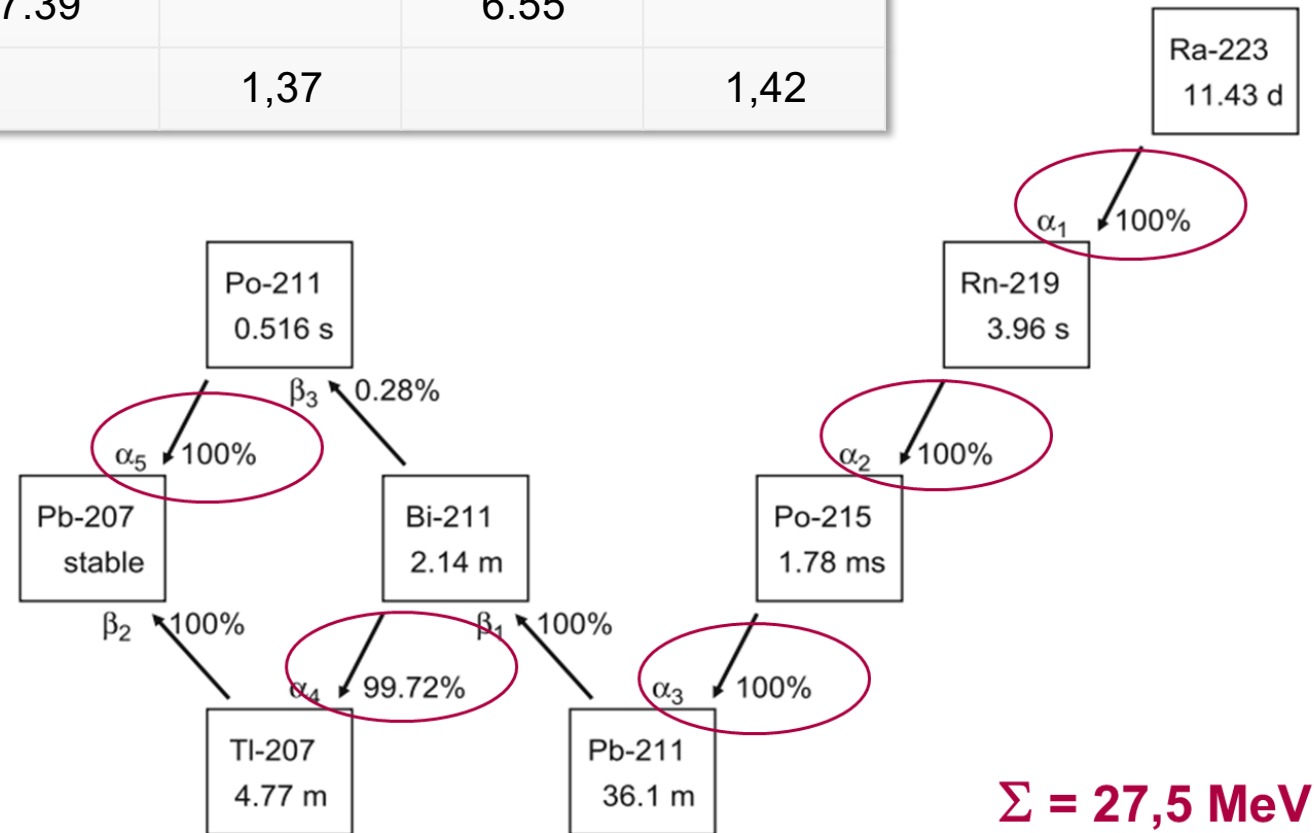 7.39 6.55
1,37 1,42
Ra-223
11.43 d
α1 100%
Po-211
0.516 s
Rn-219
3.96 s
β3 0.28%
α5 100%
α2 100%
Pb-207
stable
Bi-211
2.14 m
Po-215
1.78 ms
β2 100%
β1 100%
α4 99.72%
α3 100%
Tl-207
4.77 m
Pb-211
36.1 m
Σ = 27,5 MeV